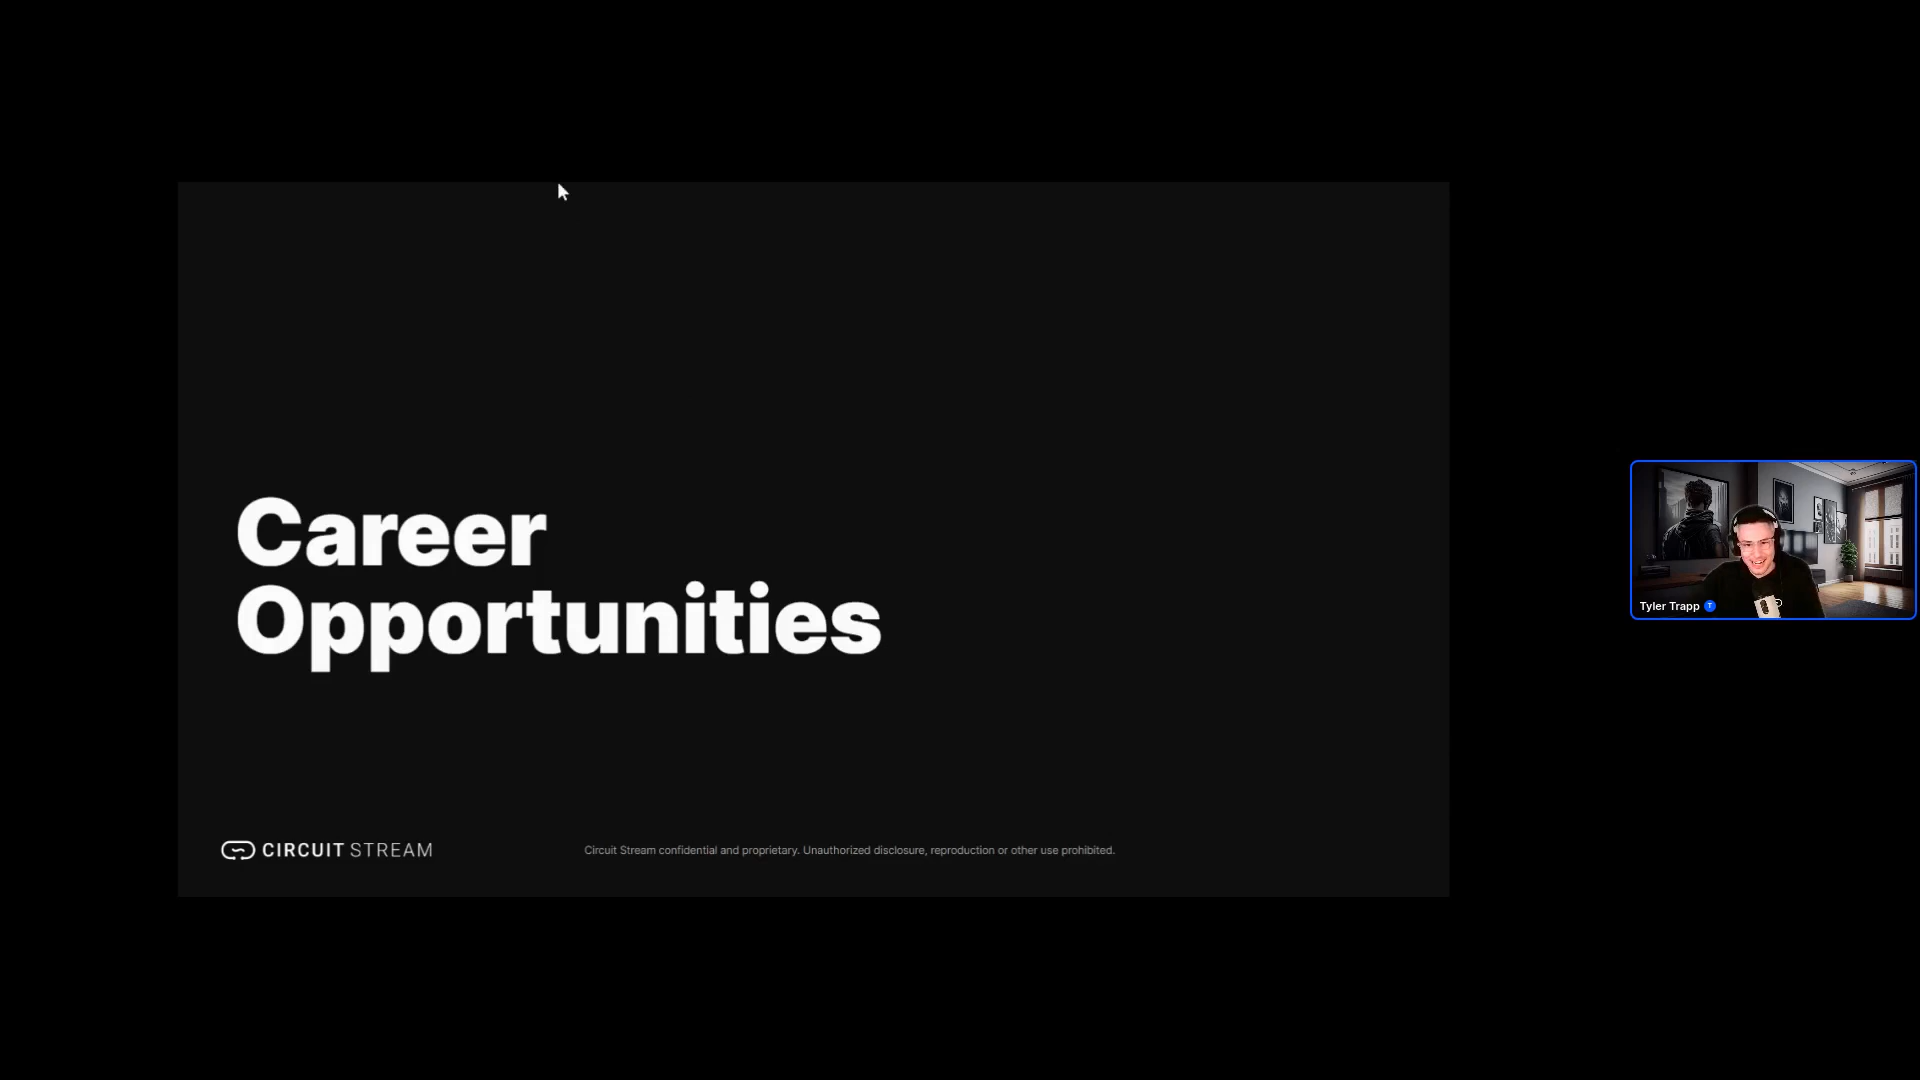 Career
Opportunities
CIRCUIT STREAM
Circuit Stream confidential and proprietary. Unauthorized disclosure, reproduction or other use prohibited.
Tyler Trapp T